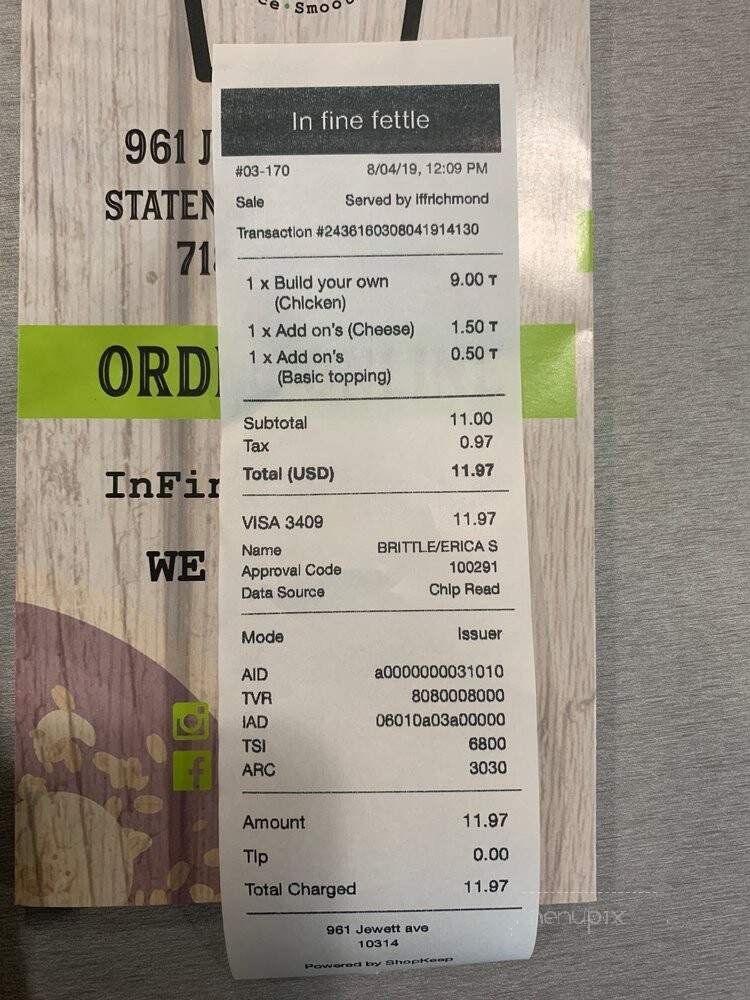 Smoo
961 J
STATEN
71
ORD
InFin
WE
In fine fettle
#03-170 8/04/19, 12:09 PM
Sale Served by iffrichmond
Transaction #2436160308041914130
1 x Build your own 9.00 T
(Chicken)
1 x Add on's (Cheese) 1.50 T
1 x Add on's 0.50 T
(Basic topping)
Subtotal 11.00
Tax 0.97
Total (USD) 11.97
VISA 3409 11.97
Name BRITTLE/ERICA S
Approval Code 100291
Data Source Chip Read
Mode Issuer
AID a0000000031010
TVR 8080008000
IAD 06010a03a00000
TSI 6800
ARC 3030
Amount 11.97
Tip 0.00
Total Charged 11.97
961 Jewett ave
10314
Powered by ShopKeep
menupix